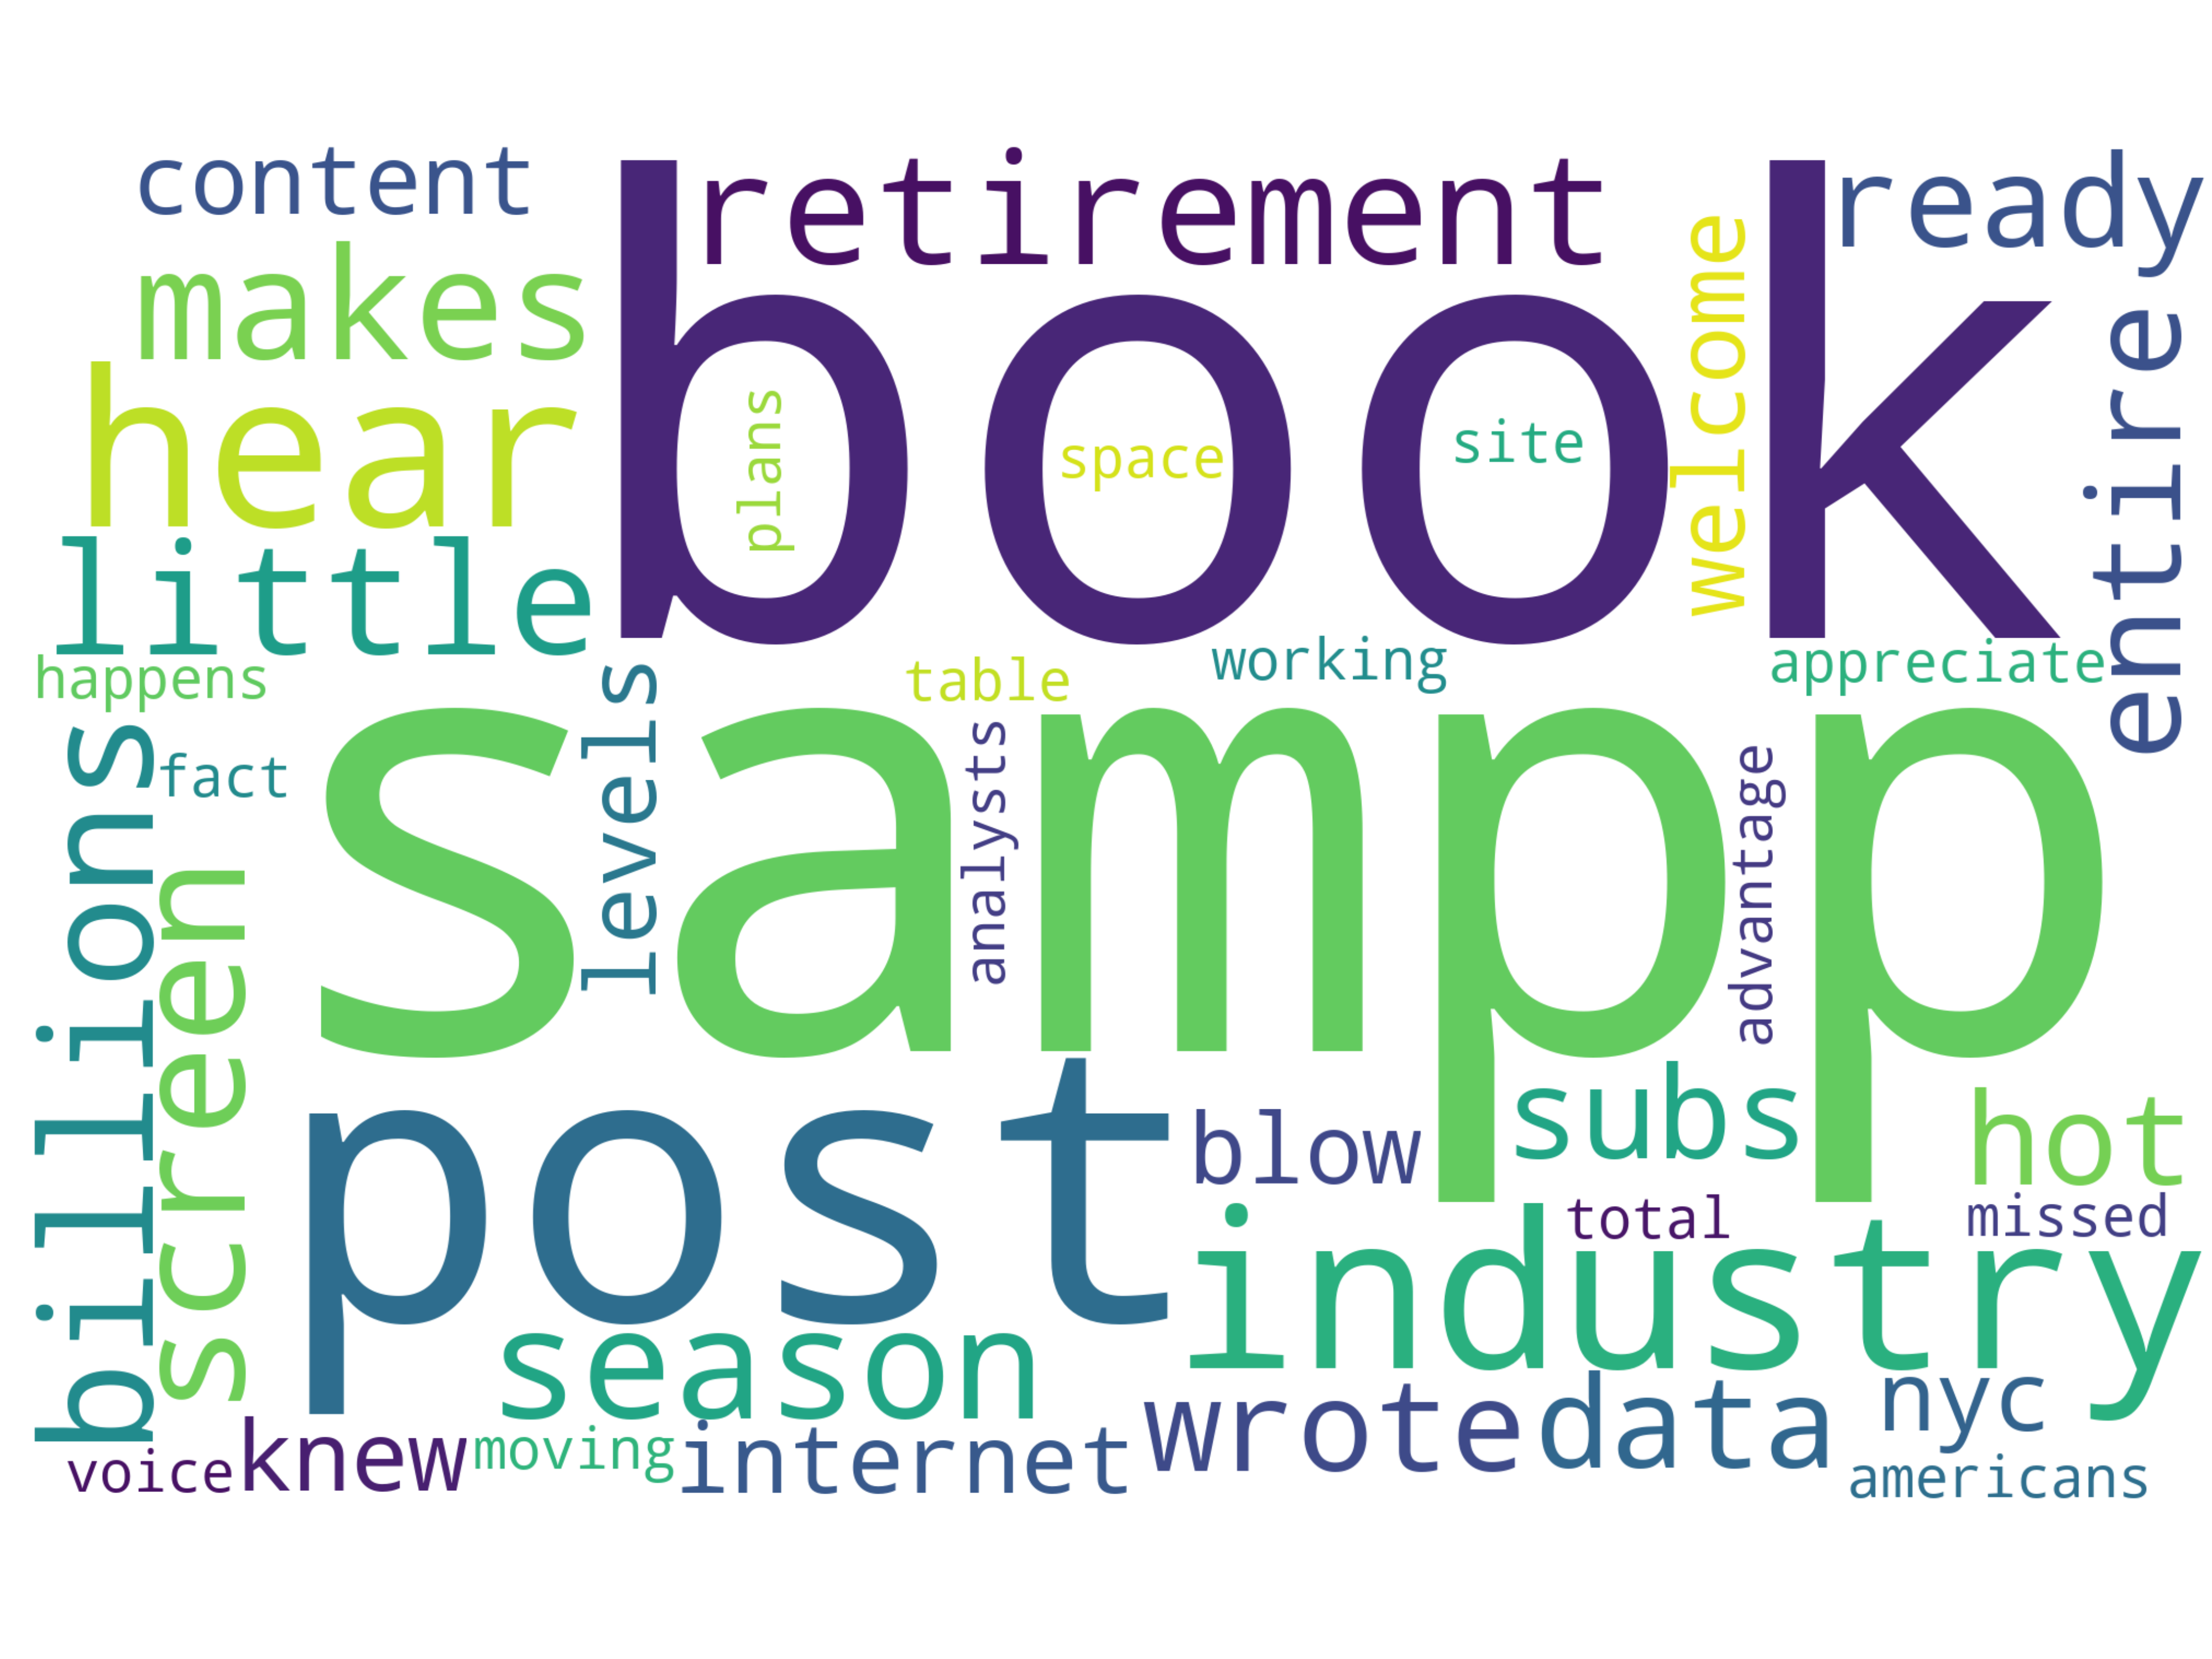 content
retirement
ready
makes
book
welcome
entire
hear
plans
space
site
little
happens
table
working
appreciate
levels
sampp
billions
fact
analysts
advantage
screen
post
blow
subs
hot
total
missed
industry
season
wrote
data
nyc
voice
knew
moving
internet
americans